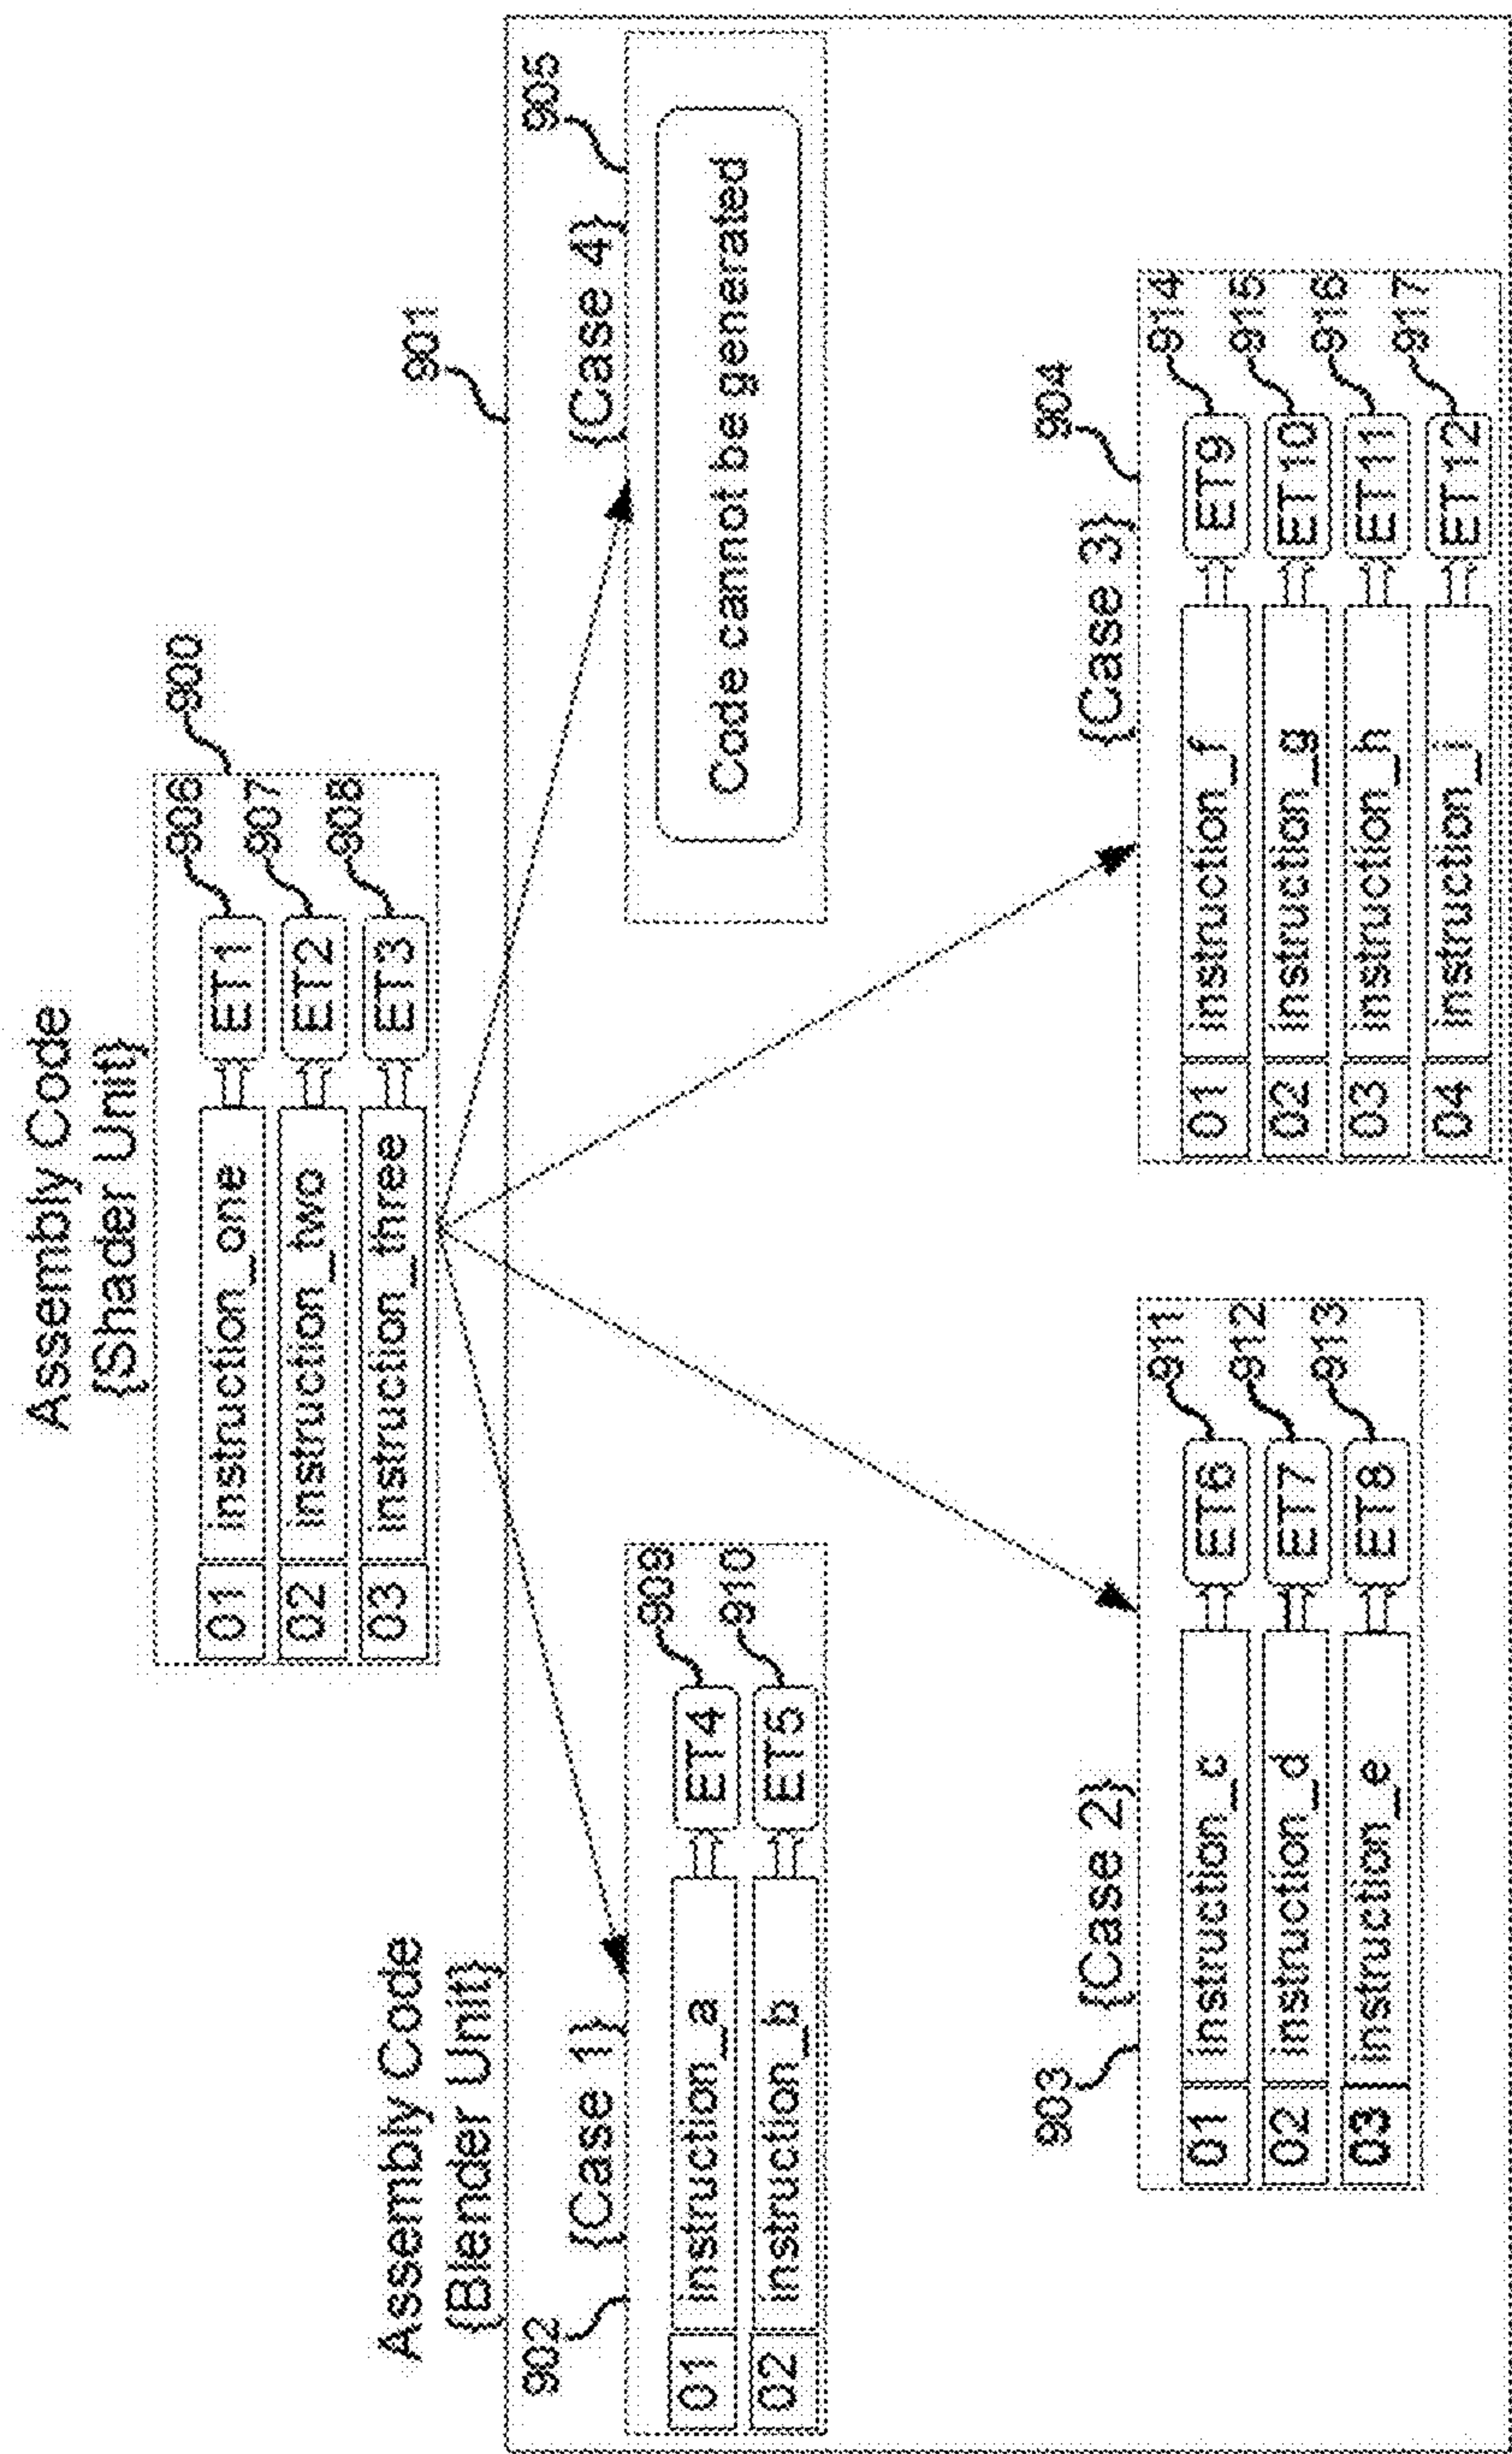 Assembly Code
{Shader Unit}
900
01 instruction_one ET1 906
02 instruction_two ET2 907
03 instruction_three ET3 908
Assembly Code
{Blender Unit}
901
902
{Case 1}
01 instruction_a ET4 909
02 instruction_b ET5 910
{Case 4}
905
Code cannot be generated
903
{Case 2}
01 instruction_c ET6 911
02 instruction_d ET7 912
03 instruction_e ET8 913
{Case 3}
904
01 instruction_f ET9 914
02 instruction_g ET10 915
03 instruction_h ET11 916
04 instruction_i ET12 917